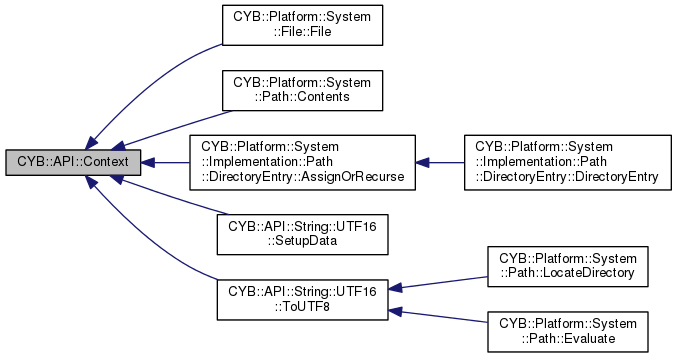 CYB::Platform::System
::File::File
CYB::Platform::System
::Path::Contents
CYB::API::Context
CYB::Platform::System
::Implementation::Path
::DirectoryEntry::AssignOrRecurse
CYB::Platform::System
::Implementation::Path
::DirectoryEntry::DirectoryEntry
CYB::API::String::UTF16
::SetupData
CYB::API::String::UTF16
::ToUTF8
CYB::Platform::System
::Path::LocateDirectory
CYB::Platform::System
::Path::Evaluate